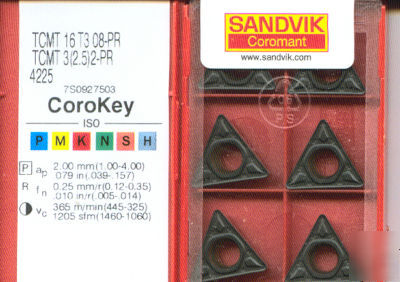 TCMT 16 T3 08-PR
TCMT 3(2.5)2-PR
4225
7S0927503
CoroKey
ISO
P M K N S H
P ap 2.00 mm(1.00-4.00)
.079 in(.039-.157)
R fn 0.25 mm/r(0.12-0.35)
.010 in/r(.005-.014)
vc 365 m/min(445-325)
1205 sfm(1460-1060)
SANDVIK
Coromant
www.coromant.sandvik.com
PS